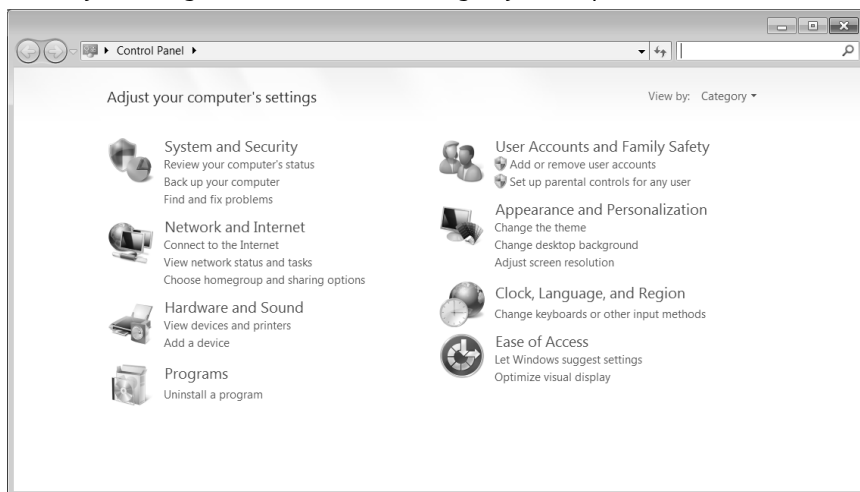 Control Panel
Adjust your computer's settings
View by: Category
System and Security
Review your computer's status
Back up your computer
Find and fix problems
Network and Internet
Connect to the Internet
View network status and tasks
Choose homegroup and sharing options
Hardware and Sound
View devices and printers
Add a device
Programs
Uninstall a program
User Accounts and Family Safety
Add or remove user accounts
Set up parental controls for any user
Appearance and Personalization
Change the theme
Change desktop background
Adjust screen resolution
Clock, Language, and Region
Change keyboards or other input methods
Ease of Access
Let Windows suggest settings
Optimize visual display